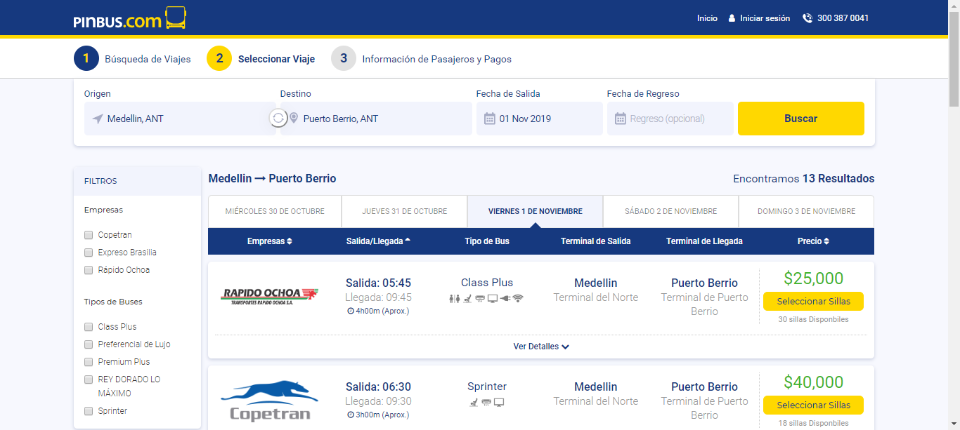 PINBUS.com
Inicio
Iniciar sesión
300 387 0041
1 Búsqueda de Viajes
2 Seleccionar Viaje
3 Información de Pasajeros y Pagos
Origen
Destino
Fecha de Salida
Fecha de Regreso
Medellin, ANT
Puerto Berrio, ANT
01 Nov 2019
Regreso (opcional)
Buscar
FILTROS
Empresas
Copetran
Expreso Brasilia
Rápido Ochoa
Tipos de Buses
Class Plus
Preferencial de Lujo
Premium Plus
REY DORADO LO
MÁXIMO
Sprinter
Medellin → Puerto Berrio
Encontramos 13 Resultados
MIÉRCOLES 30 DE OCTUBRE
JUEVES 31 DE OCTUBRE
VIERNES 1 DE NOVIEMBRE
SÁBADO 2 DE NOVIEMBRE
DOMINGO 3 DE NOVIEMBRE
Empresas
Salida/Llegada
Tipo de Bus
Terminal de Salida
Terminal de Llegada
Precio
RAPIDO OCHOA
TRANSPORTES RAPIDO OCHOA S.A.
Salida: 05:45
Llegada: 09:45
4h00m (Aprox.)
Class Plus
Medellin
Terminal del Norte
Puerto Berrio
Terminal de Puerto
Berrio
$25,000
Seleccionar Sillas
30 sillas Disponbiles
Ver Detalles
Copetran
Salida: 06:30
Llegada: 09:30
3h00m (Aprox.)
Sprinter
Medellin
Terminal del Norte
Puerto Berrio
Terminal de Puerto
Berrio
$40,000
Seleccionar Sillas
18 sillas Disponbiles